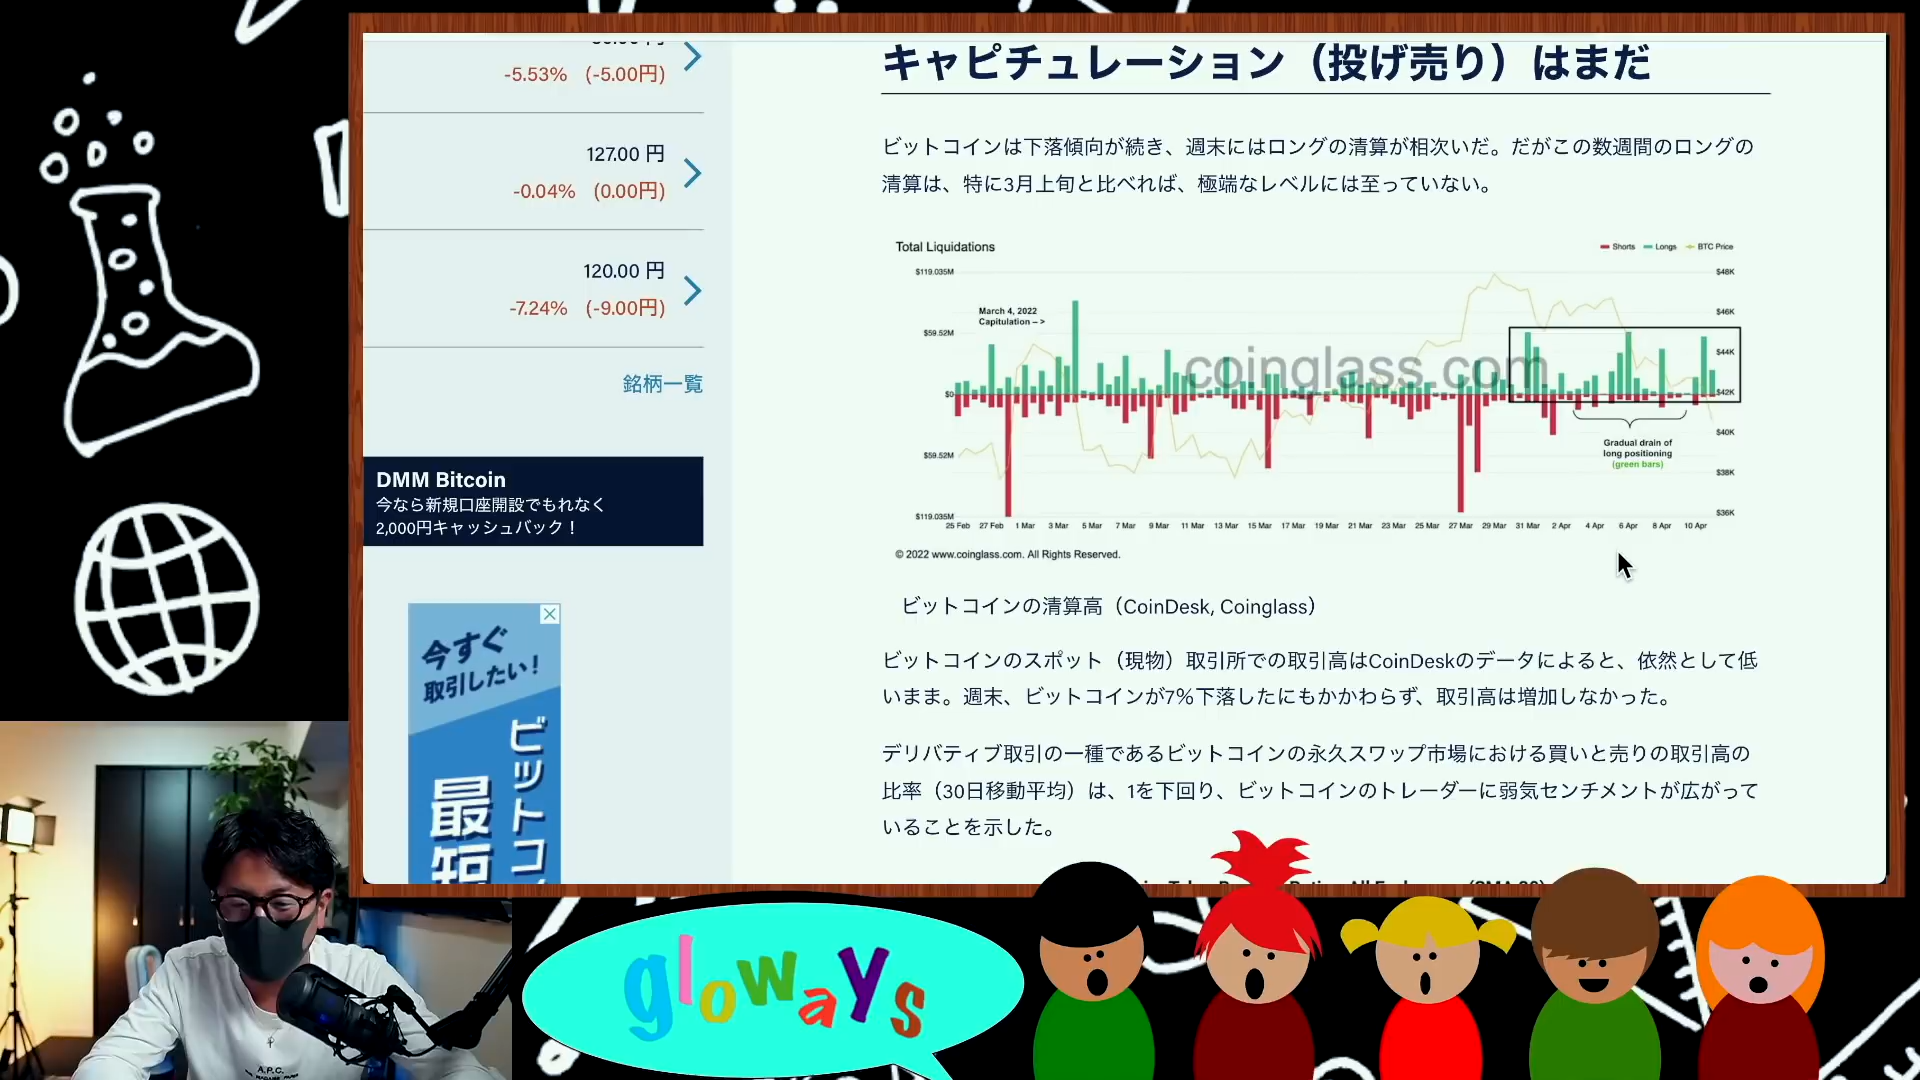 キャピチュレーション（投げ売り）はまだ
-5.53% (-5.00円)
127.00 円
-0.04% (0.00円)
120.00 円
-7.24% (-9.00円)
銘柄一覧
DMM Bitcoin
今なら新規口座開設でもれなく
2,000円キャッシュバック！
今すぐ
取引したい！
ビットコイ
最短
ビットコインは下落傾向が続き、週末にはロングの清算が相次いだ。だがこの数週間のロングの
清算は、特に3月上旬と比べれば、極端なレベルには至っていない。
Total Liquidations
Shorts Longs BTC Price
$119.035M
$59.52M
$0
$59.52M
$119.035M
$48K
$46K
$44K
$42K
$40K
$38K
$36K
March 4, 2022
Capitulation -- >
coinglass.com
Gradual drain of
long positioning
(green bars)
25 Feb 27 Feb 1 Mar 3 Mar 5 Mar 7 Mar 9 Mar 11 Mar 13 Mar 15 Mar 17 Mar 19 Mar 21 Mar 23 Mar 25 Mar 27 Mar 29 Mar 31 Mar 2 Apr 4 Apr 6 Apr 8 Apr 10 Apr
© 2022 www.coinglass.com. All Rights Reserved.
ビットコインの清算高（CoinDesk, Coinglass）
ビットコインのスポット（現物）取引所での取引高はCoinDeskのデータによると、依然として低
いまま。週末、ビットコインが7％下落したにもかかわらず、取引高は増加しなかった。
デリバティブ取引の一種であるビットコインの永久スワップ市場における買いと売りの取引高の
比率（30日移動平均）は、1を下回り、ビットコインのトレーダーに弱気センチメントが広がって
いることを示した。
gloways
A.P.C.